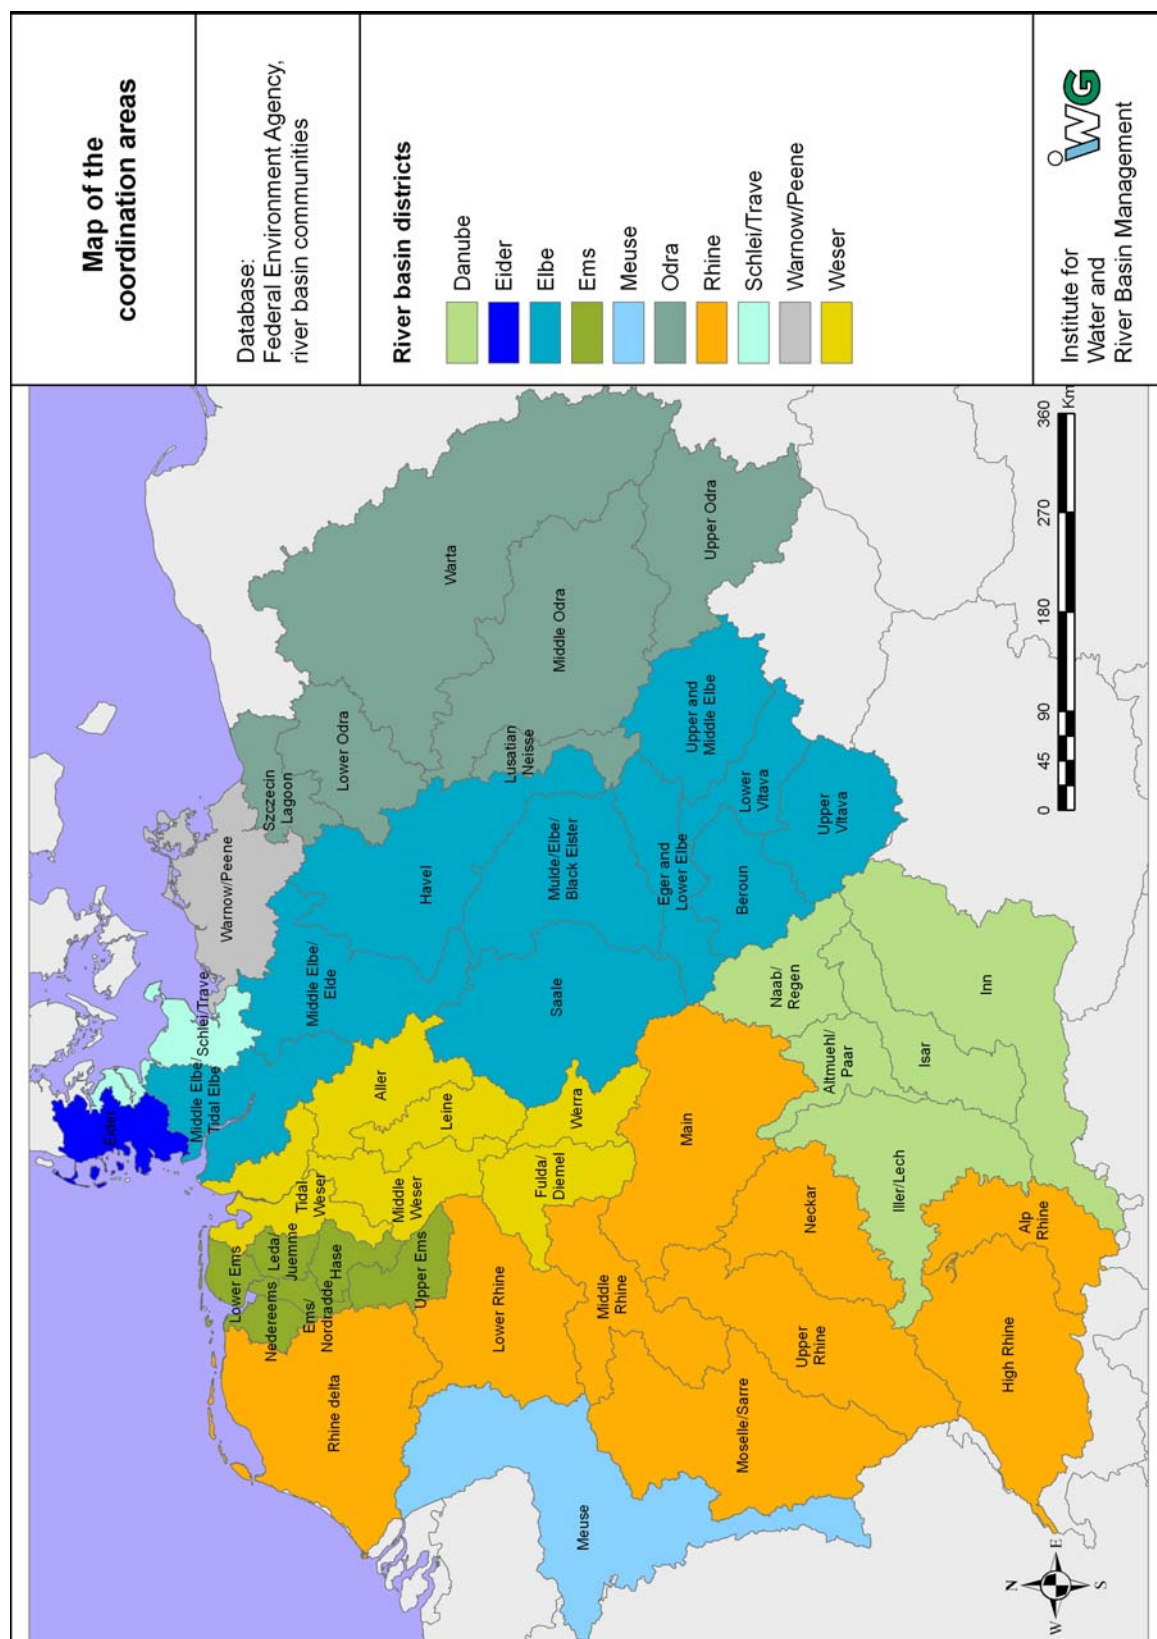 Map of the
coordination areas
Database:
Federal Environment Agency,
river basin communities
River basin districts
Danube
Eider
Elbe
Ems
Meuse
Odra
Rhine
Schlei/Trave
Warnow/Peene
Weser
Institute for
Water and
River Basin Management
iWG
Eider
Schlei/Trave
Middle Elbe/
Tidal Elbe
Warnow/Peene
Szczecin
Lagoon
Lower Odra
Warta
Middle Odra
Lusatian
Neisse
Upper Odra
Middle Elbe/
Elde
Havel
Mulde/Elbe/
Black Elster
Saale
Eger and
Lower Elbe
Upper and
Middle Elbe
Lower
Vltava
Beroun
Upper
Vltava
Lower Ems
Leda/
Juemme
Nedereems
Ems/
Nordradde
Hase
Upper Ems
Tidal
Weser
Aller
Leine
Middle
Weser
Fulda/
Diemel
Werra
Rhine delta
Lower Rhine
Middle
Rhine
Main
Neckar
Moselle/Sarre
Upper
Rhine
High Rhine
Alp
Rhine
Meuse
Naab/
Regen
Altmuehl/
Paar
Isar
Inn
Iller/Lech
N
W
E
S
0 45 90 180 270 360
Km